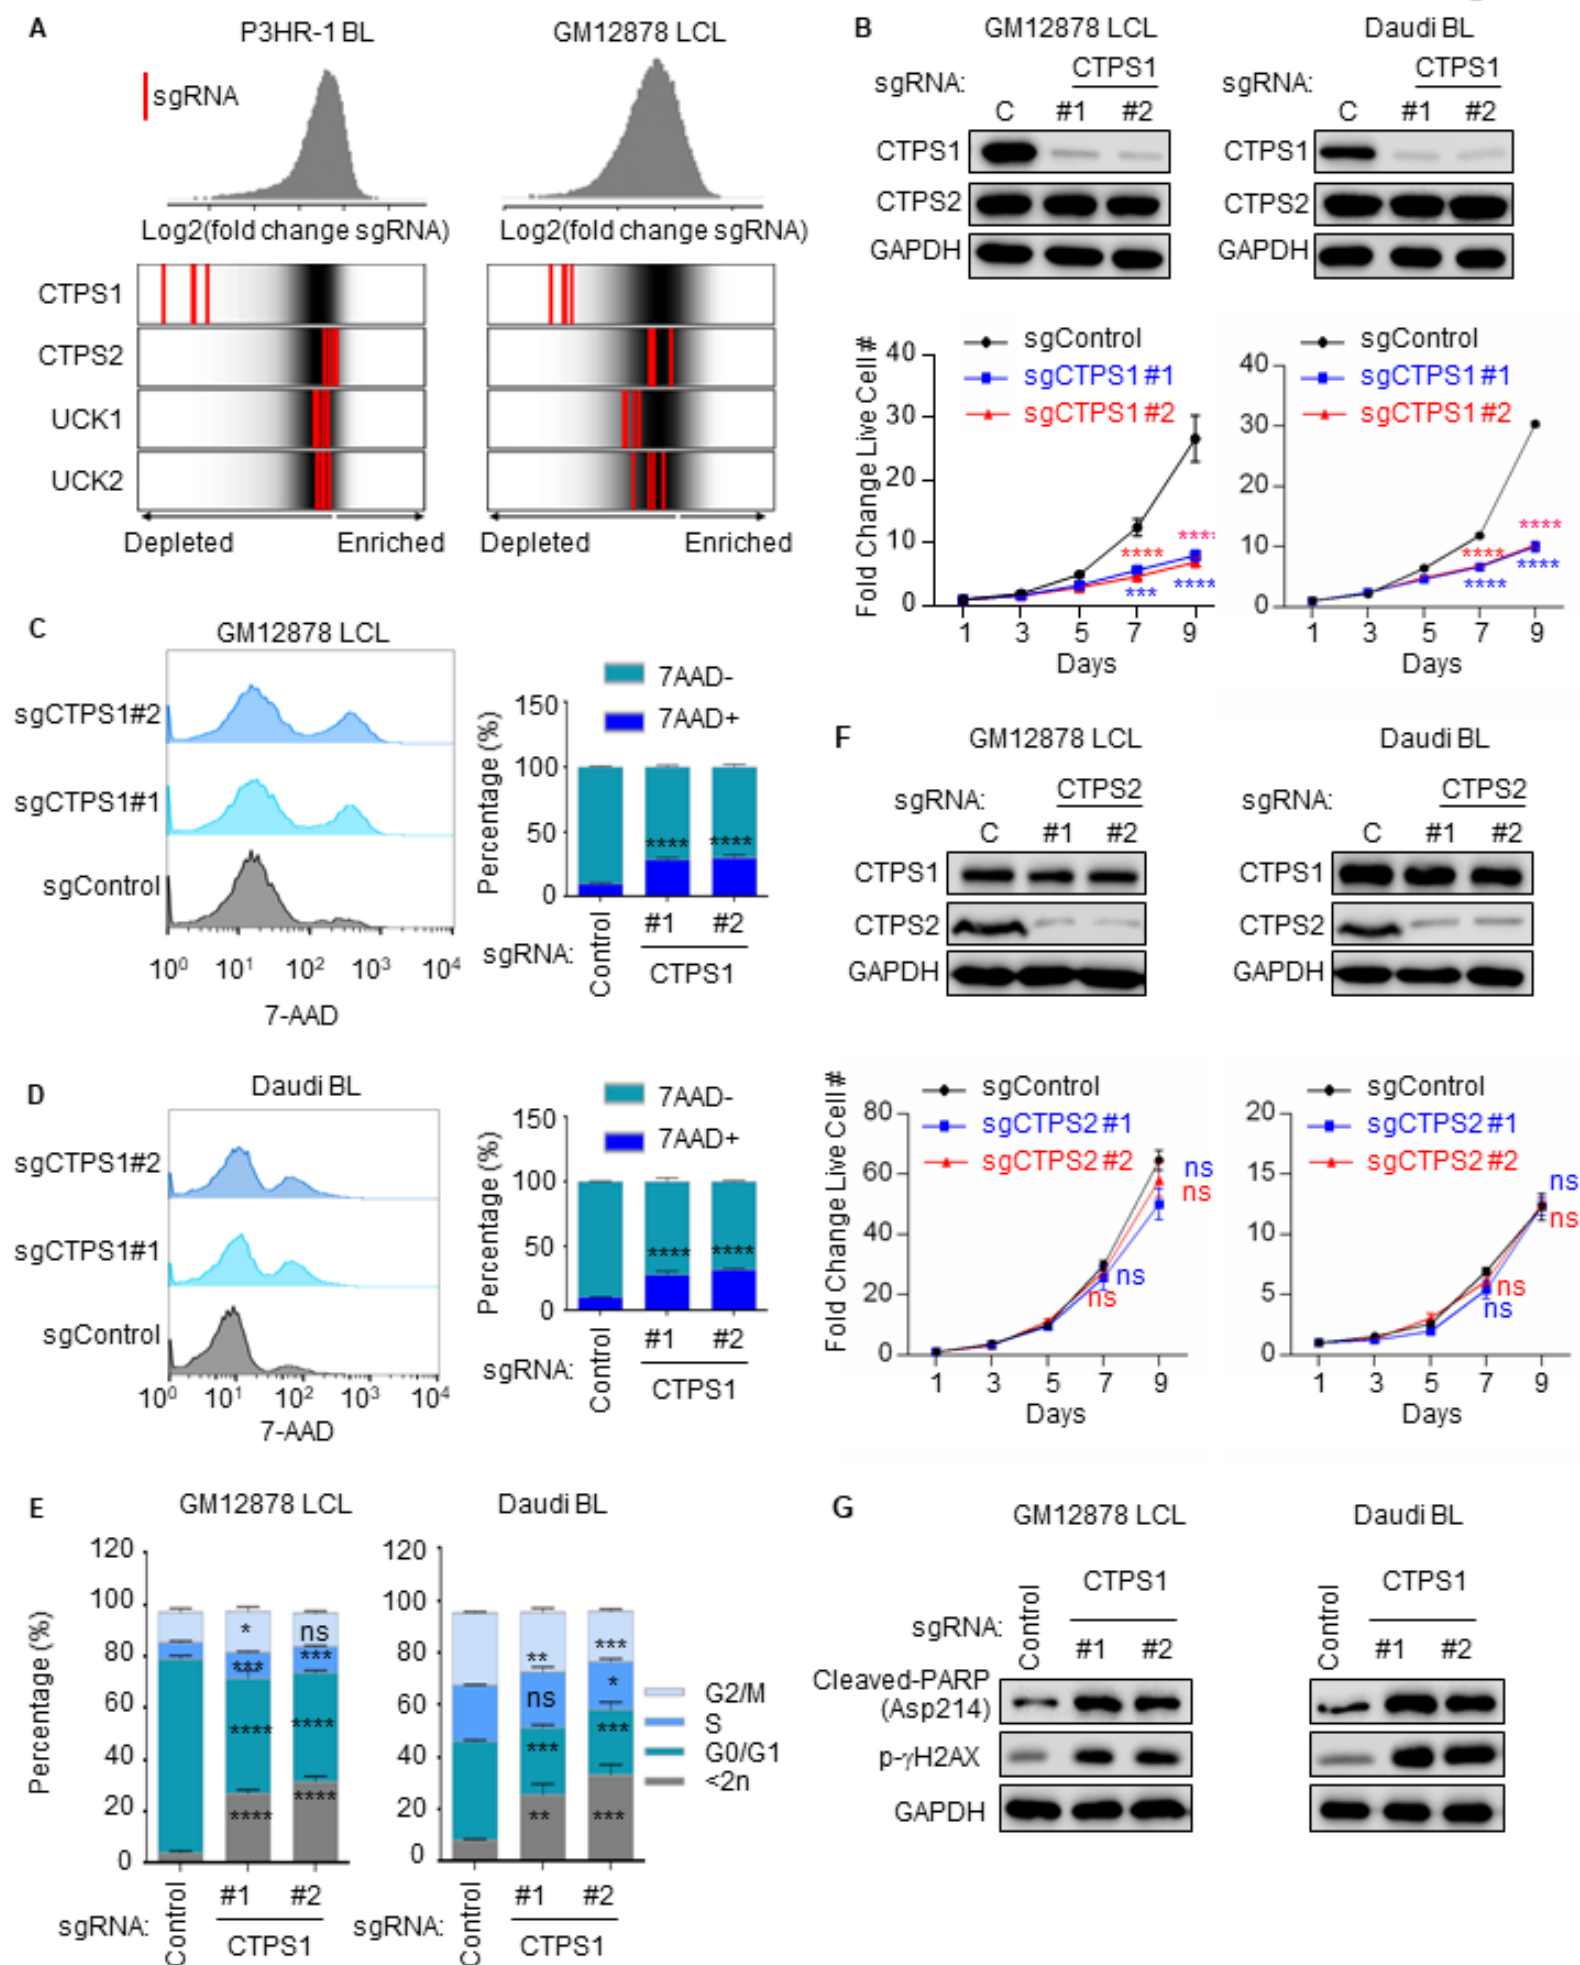 A
P3HR-1 BL
GM12878 LCL
sgRNA
Log2(fold change sgRNA)
Log2(fold change sgRNA)
CTPS1
CTPS2
UCK1
UCK2
Depleted
Enriched
Depleted
Enriched
B
GM12878 LCL
Daudi BL
sgRNA:
CTPS1
C #1 #2
CTPS1
CTPS2
GAPDH
sgRNA:
CTPS1
C #1 #2
CTPS1
CTPS2
GAPDH
Fold Change Live Cell #
40
30
20
10
0
sgControl
sgCTPS1 #1
sgCTPS1 #2
****
***
****
****
1 3 5 7 9
Days
40
30
20
10
0
sgControl
sgCTPS1 #1
sgCTPS1 #2
****
****
****
****
1 3 5 7 9
Days
C
GM12878 LCL
sgCTPS1#2
sgCTPS1#1
sgControl
10⁰ 10¹ 10² 10³ 10⁴
7-AAD
7AAD-
7AAD+
Percentage (%)
150
100
50
0
**** ****
sgRNA:
Control
#1 #2
CTPS1
D
Daudi BL
sgCTPS1#2
sgCTPS1#1
sgControl
10⁰ 10¹ 10² 10³ 10⁴
7-AAD
7AAD-
7AAD+
Percentage (%)
150
100
50
0
**** ****
sgRNA:
Control
#1 #2
CTPS1
E
GM12878 LCL
Daudi BL
Percentage (%)
120
100
80
60
40
20
0
* ns
*** ***
**** ****
**** ****
sgRNA:
Control
#1 #2
CTPS1
120
100
80
60
40
20
0
** ***
ns *
*** ***
** ***
sgRNA:
Control
#1 #2
CTPS1
G2/M
S
G0/G1
<2n
F
GM12878 LCL
Daudi BL
sgRNA:
CTPS2
C #1 #2
CTPS1
CTPS2
GAPDH
sgRNA:
CTPS2
C #1 #2
CTPS1
CTPS2
GAPDH
Fold Change Live Cell #
80
60
40
20
0
sgControl
sgCTPS2 #1
sgCTPS2 #2
ns
ns
ns
ns
1 3 5 7 9
Days
20
15
10
5
0
sgControl
sgCTPS2 #1
sgCTPS2 #2
ns
ns
ns
ns
1 3 5 7 9
Days
G
GM12878 LCL
Daudi BL
sgRNA:
Control
CTPS1
#1 #2
Control
CTPS1
#1 #2
Cleaved-PARP
(Asp214)
p-γH2AX
GAPDH